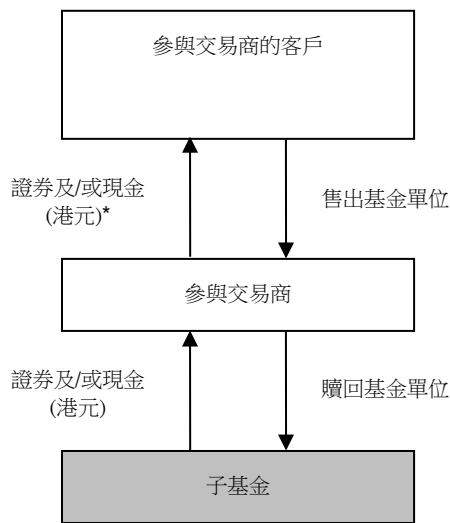 參與交易商的客戶
證券及/或現金
(港元)*
售出基金單位
參與交易商
證券及/或現金
(港元)
贖回基金單位
子基金